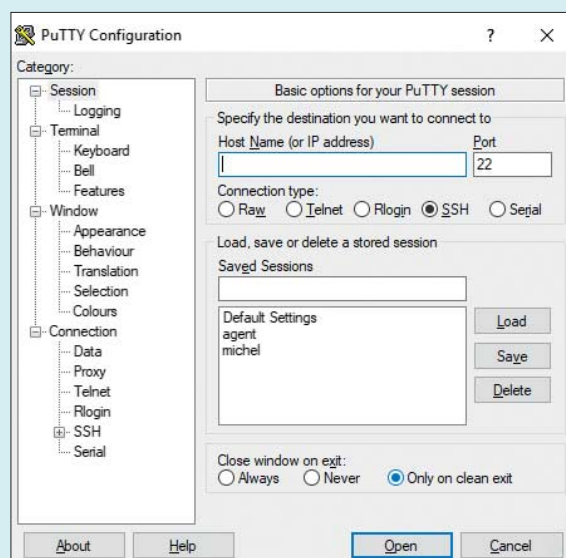 PuTTY Configuration
? ×
Category:
Session
Logging
Terminal
Keyboard
Bell
Features
Window
Appearance
Behaviour
Translation
Selection
Colours
Connection
Data
Proxy
Telnet
Rlogin
SSH
Serial
Basic options for your PuTTY session
Specify the destination you want to connect to
Host Name (or IP address) Port
22
Connection type:
Raw Telnet Rlogin SSH Serial
Load, save or delete a stored session
Saved Sessions
Default Settings
agent
michel
Load
Save
Delete
Close window on exit:
Always Never Only on clean exit
About Help Open Cancel